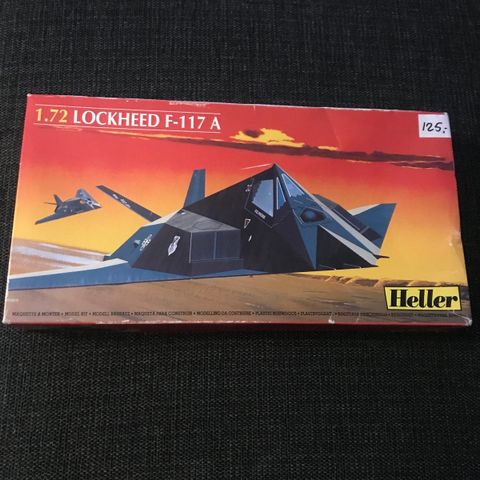 1.72 LOCKHEED F-117 A
125,-
Heller
MAQUETTE A MONTER • MODEL KIT • MODELL BAUSATZ • MAQUETA PARA CONSTRUIR • MODELLINO DA COSTRUIRE •